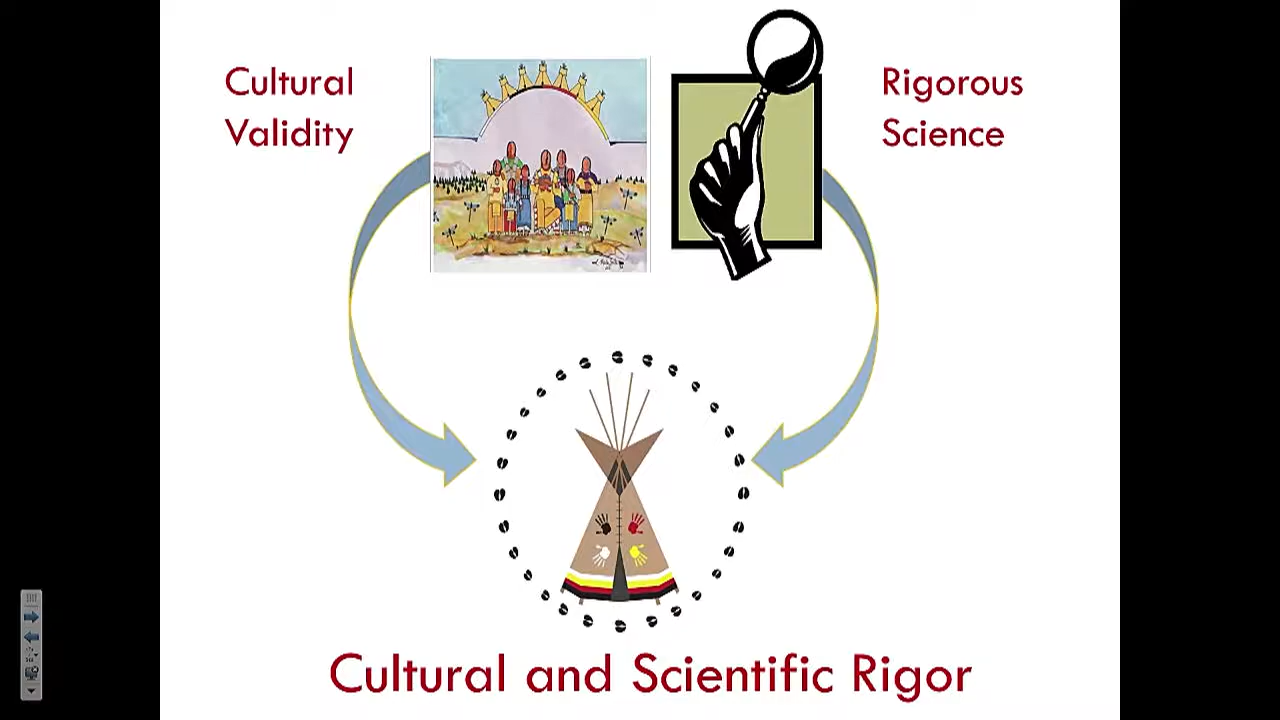 Cultural
Validity
Rigorous
Science
Cultural and Scientific Rigor